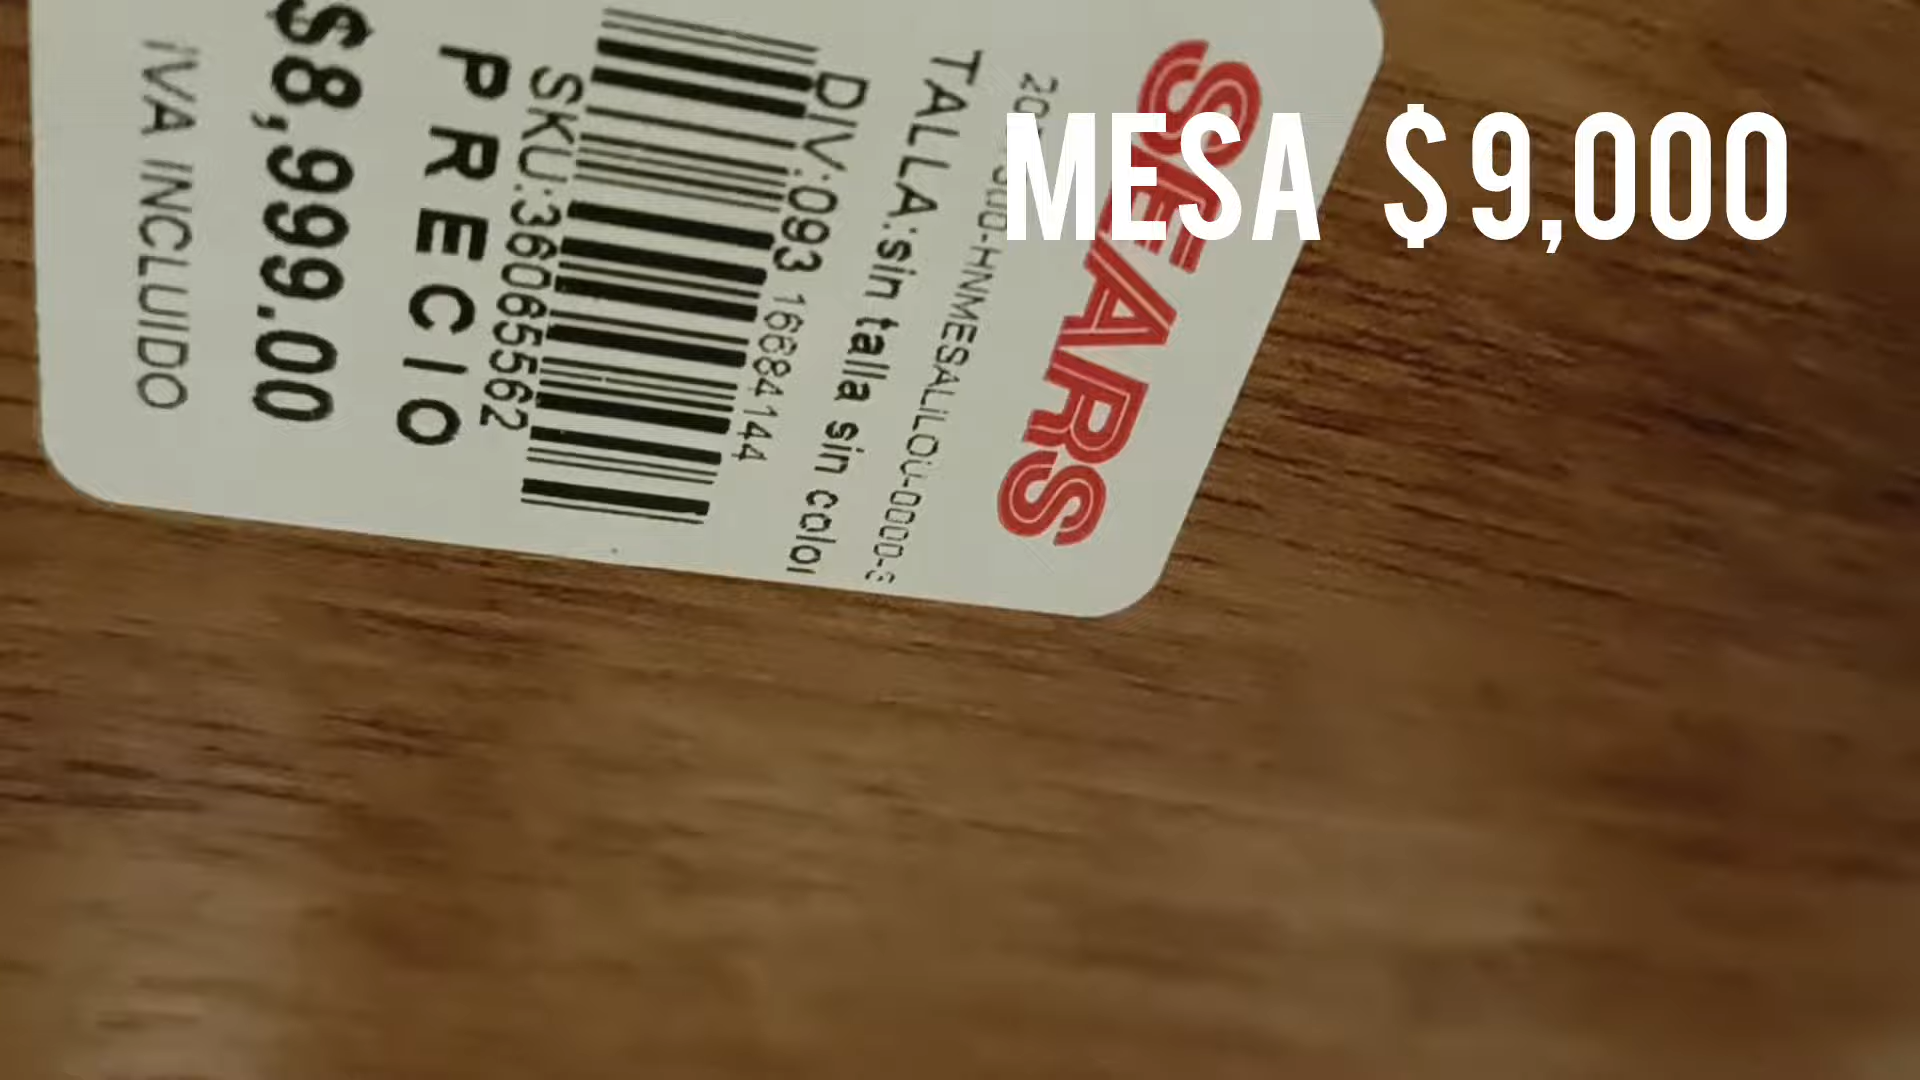 MESA $9,000
SEARS
HNMESALILOU-0000-S
TALLA:sin talla sin color
DIV:093 16684144
SKU:36065562
PRECIO
$8,999.00
IVA INCLUIDO